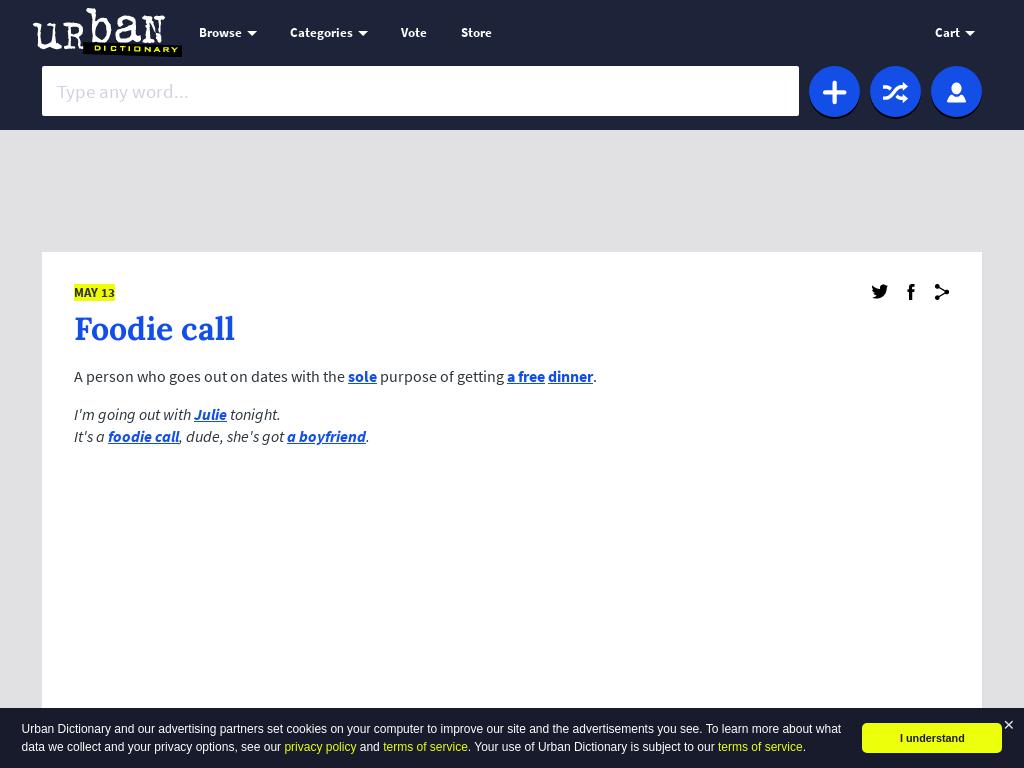 urban
DICTIONARY
Browse
Categories
Vote
Store
Cart
Type any word...
MAY 13
Foodie call
A person who goes out on dates with the sole purpose of getting a free dinner.
I'm going out with Julie tonight.
It's a foodie call, dude, she's got a boyfriend.
Urban Dictionary and our advertising partners set cookies on your computer to improve our site and the advertisements you see. To learn more about what
data we collect and your privacy options, see our privacy policy and terms of service. Your use of Urban Dictionary is subject to our terms of service.
I understand